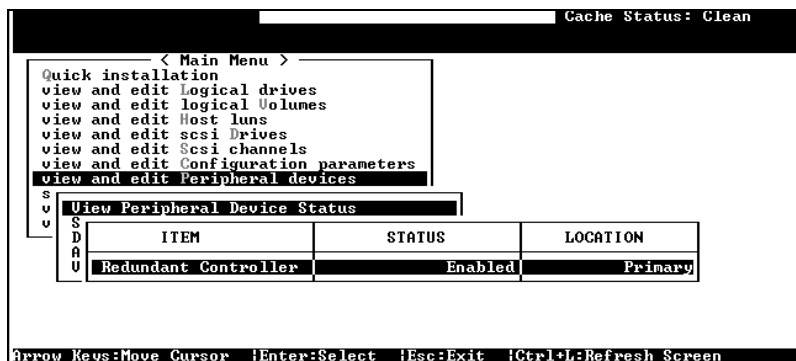 Cache Status: Clean
< Main Menu >
Quick installation
view and edit Logical drives
view and edit logical Volumes
view and edit Host luns
view and edit scsi Drives
view and edit Scsi channels
view and edit Configuration parameters
view and edit Peripheral devices
s
v View Peripheral Device Status
v S
D ITEM STATUS LOCATION
A
V Redundant Controller Enabled Primary
Arrow Keys:Move Cursor |Enter:Select |Esc:Exit |Ctrl+L:Refresh Screen